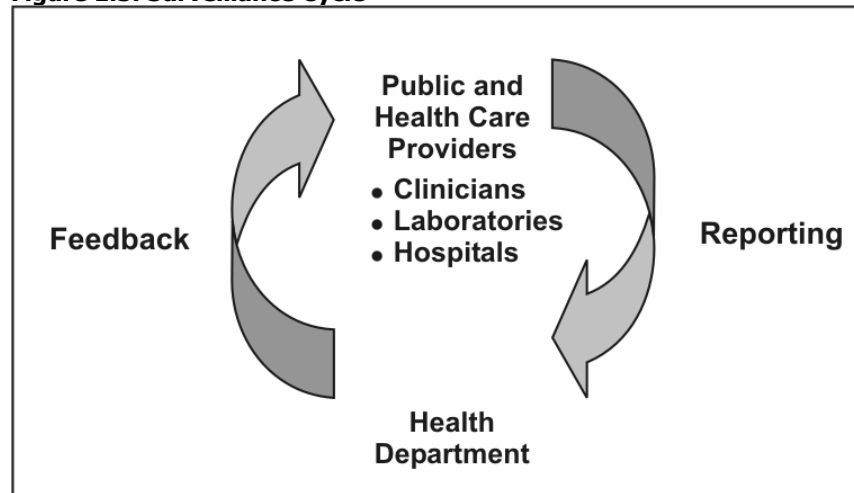 Public and
Health Care
Providers
• Clinicians
• Laboratories
• Hospitals
Feedback
Reporting
Health
Department